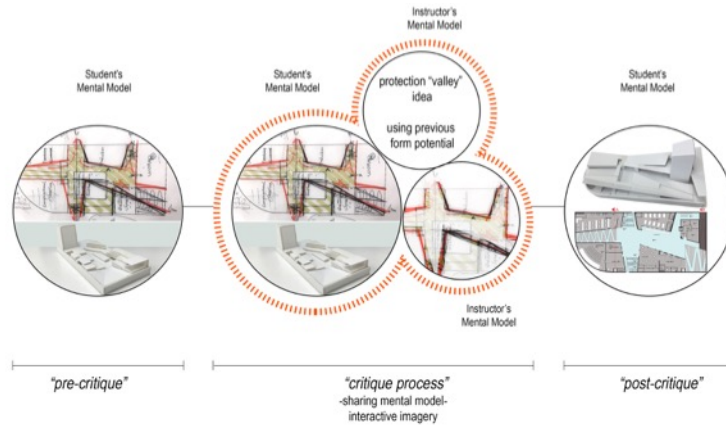 Instructor's
Mental Model
Student's
Mental Model
Student's
Mental Model
Student's
Mental Model
protection "valley"
idea
using previous
form potential
Instructor's
Mental Model
"pre-critique"
"critique process"
-sharing mental model-
interactive imagery
"post-critique"